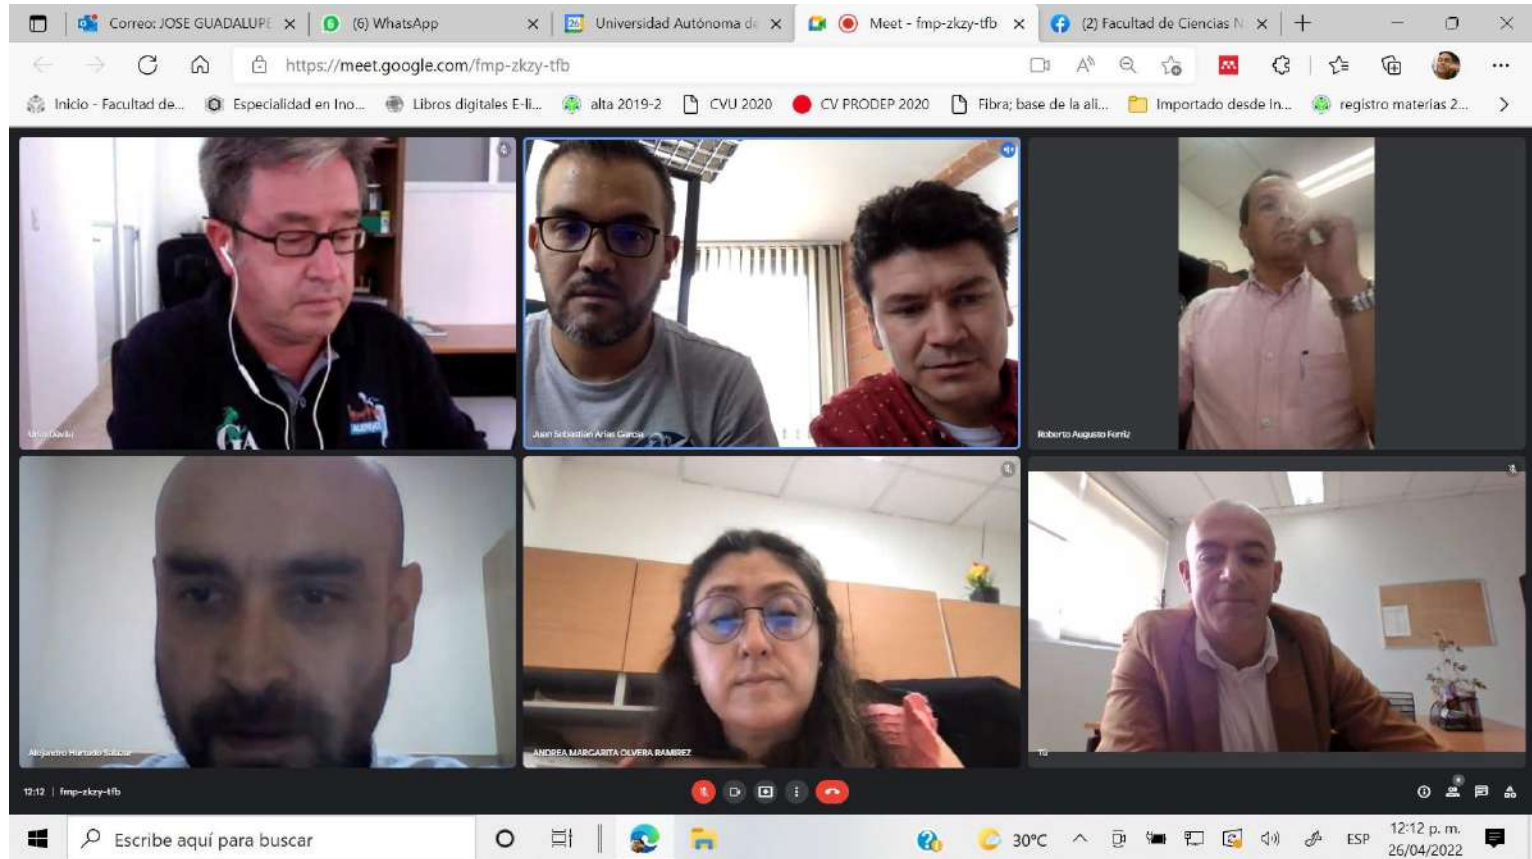 Correo: JOSE GUADALUPE
(6) WhatsApp
Universidad Autónoma de
Meet - fmp-zkzy-tfb
(2) Facultad de Ciencias N
https://meet.google.com/fmp-zkzy-tfb
Inicio - Facultad de...
Especialidad en Ino...
Libros digitales E-li...
alta 2019-2
CVU 2020
CV PRODEP 2020
Fibra; base de la ali...
Importado desde In...
registro materias 2...
Juan Sebastian Arias Garcia
Roberto Augusto Ferriz
Alejandro Hurtado Salazar
ANDREA MARGARITA OLVERA RAMIREZ
Tú
12:12 | fmp-zkzy-tfb
Escribe aquí para buscar
30°C
ESP
12:12 p. m.
26/04/2022